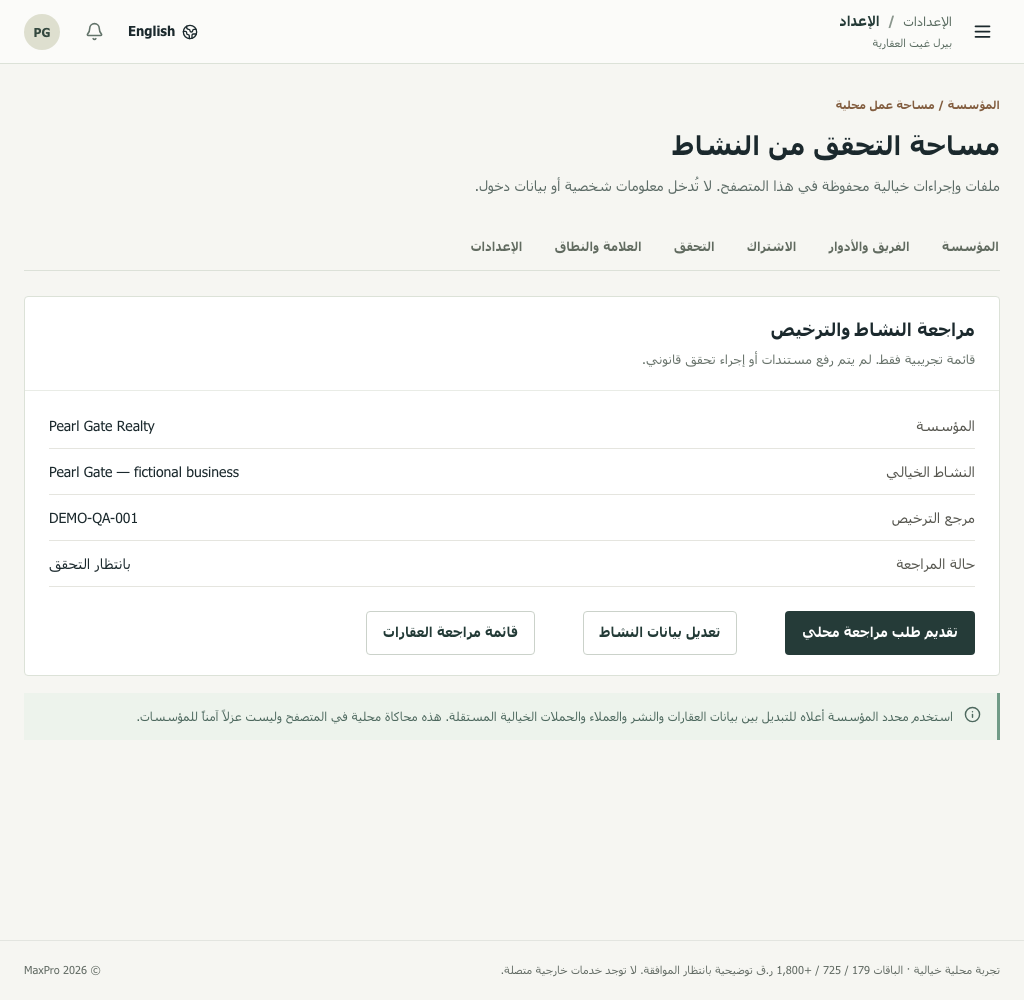 الإعدادات / الإعداد
بيرل غيت العقارية
English
PG
المؤسسة / مساحة عمل محلية
مساحة التحقق من النشاط
ملفات وإجراءات خيالية محفوظة في هذا المتصفح. لا تُدخل معلومات شخصية أو بيانات دخول.
المؤسسة
الفريق والأدوار
الاشتراك
التحقق
العلامة والنطاق
الإعدادات
مراجعة النشاط والترخيص
قائمة تجريبية فقط. لم يتم رفع مستندات أو إجراء تحقق قانوني.
المؤسسة
Pearl Gate Realty
النشاط الخيالي
Pearl Gate — fictional business
مرجع الترخيص
DEMO-QA-001
حالة المراجعة
بانتظار التحقق
تقديم طلب مراجعة محلي
تعديل بيانات النشاط
قائمة مراجعة العقارات
استخدم محدد المؤسسة أعلاه للتبديل بين بيانات العقارات والنشر والعملاء والحملات الخيالية المستقلة. هذه محاكاة محلية في المتصفح وليست عزلاً آمناً للمؤسسات.
تجربة محلية خيالية · الباقات 179 / 725 / 1,800+ ر.ق توضيحية بانتظار الموافقة. لا توجد خدمات خارجية متصلة.
© 2026 MaxPro